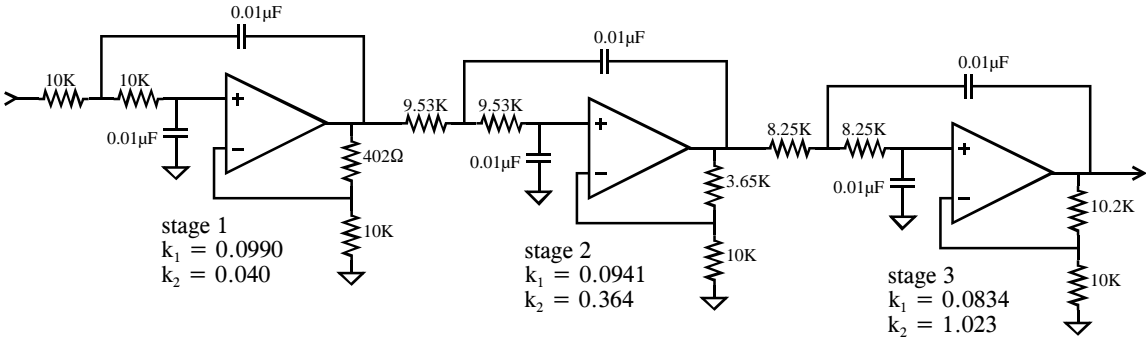 0.01µF
10K
10K
+
0.01µF
−
402Ω
10K
stage 1
k₁ = 0.0990
k₂ = 0.040
0.01µF
9.53K
9.53K
+
0.01µF
−
3.65K
10K
stage 2
k₁ = 0.0941
k₂ = 0.364
0.01µF
8.25K
8.25K
+
0.01µF
−
10.2K
10K
stage 3
k₁ = 0.0834
k₂ = 1.023